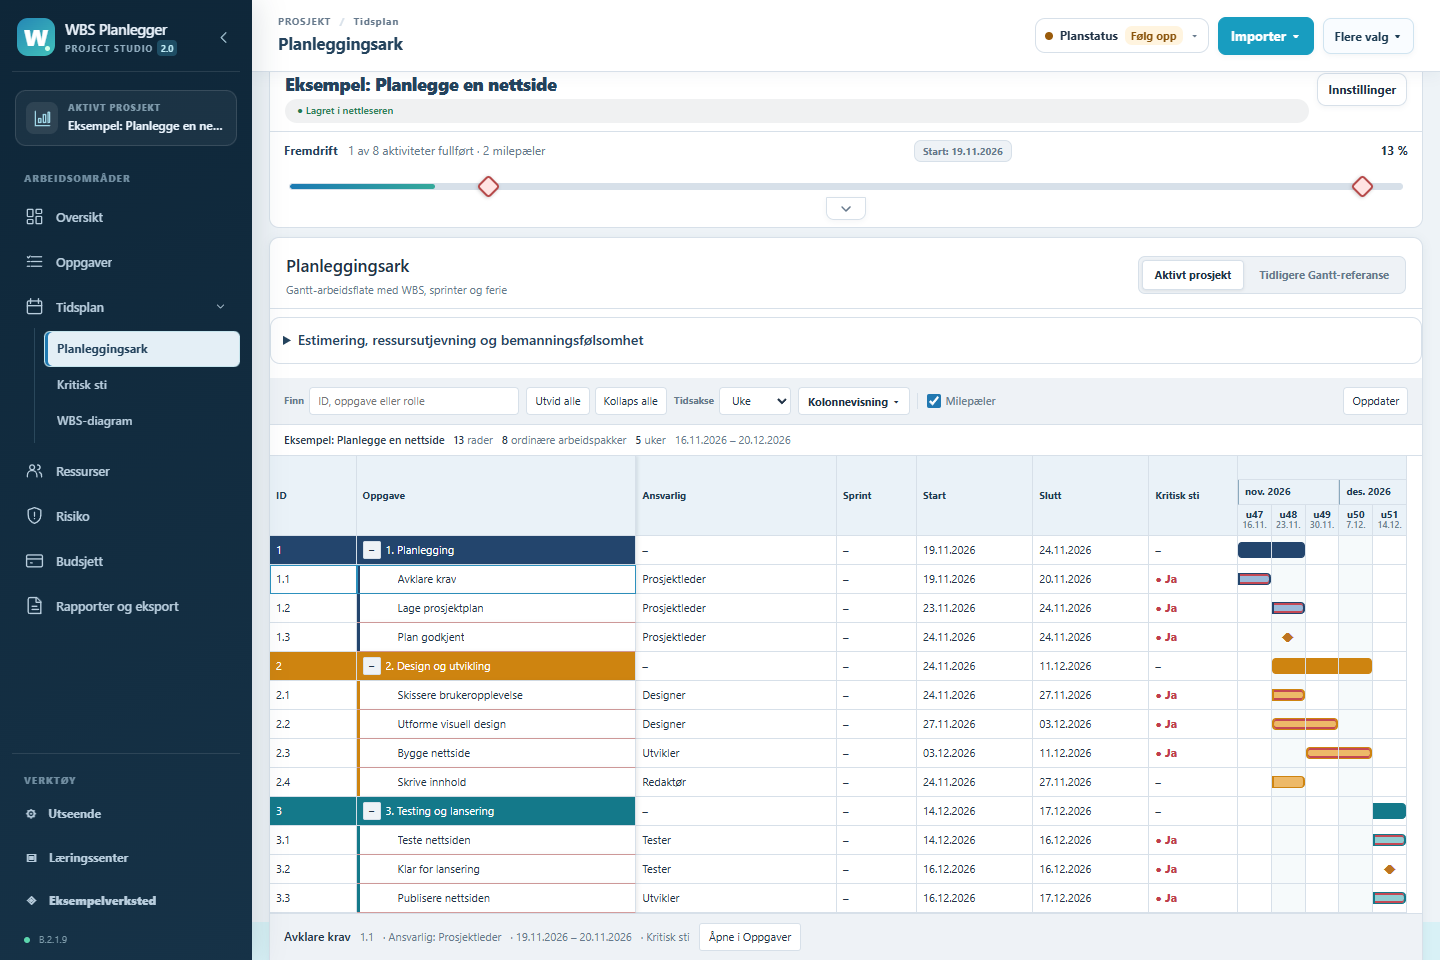 WBS Planlegger
PROJECT STUDIO 2.0
AKTIVT PROSJEKT
Eksempel: Planlegge en ne...
ARBEIDSOMRÅDER
Oversikt
Oppgaver
Tidsplan
Planleggingsark
Kritisk sti
WBS-diagram
Ressurser
Risiko
Budsjett
Rapporter og eksport
VERKTØY
Utseende
Læringssenter
Eksempelverksted
B.2.1.9
PROSJEKT / Tidsplan
Planleggingsark
Planstatus Følg opp
Importer
Flere valg
Eksempel: Planlegge en nettside
Lagret i nettleseren
Innstillinger
Fremdrift 1 av 8 aktiviteter fullført · 2 milepæler Start: 19.11.2026 13 %
Planleggingsark
Gantt-arbeidsflate med WBS, sprinter og ferie
Aktivt prosjekt Tidligere Gantt-referanse
Estimering, ressursutjevning og bemanningsfølsomhet
Finn ID, oppgave eller rolle Utvid alle Kollaps alle Tidsakse Uke Kolonnevisning Milepæler Oppdater
Eksempel: Planlegge en nettside 13 rader 8 ordinære arbeidspakker 5 uker 16.11.2026 – 20.12.2026
ID Oppgave Ansvarlig Sprint Start Slutt Kritisk sti
nov. 2026 des. 2026
u47 u48 u49 u50 u51
16.11. 23.11. 30.11. 7.12. 14.12.
1 – 1. Planlegging – – 19.11.2026 24.11.2026 –
1.1 Avklare krav Prosjektleder – 19.11.2026 20.11.2026 • Ja
1.2 Lage prosjektplan Prosjektleder – 23.11.2026 24.11.2026 • Ja
1.3 Plan godkjent Prosjektleder – 24.11.2026 24.11.2026 • Ja
2 – 2. Design og utvikling – – 24.11.2026 11.12.2026 –
2.1 Skissere brukeropplevelse Designer – 24.11.2026 27.11.2026 • Ja
2.2 Utforme visuell design Designer – 27.11.2026 03.12.2026 • Ja
2.3 Bygge nettside Utvikler – 03.12.2026 11.12.2026 • Ja
2.4 Skrive innhold Redaktør – 24.11.2026 27.11.2026 –
3 – 3. Testing og lansering – – 14.12.2026 17.12.2026 –
3.1 Teste nettsiden Tester – 14.12.2026 16.12.2026 • Ja
3.2 Klar for lansering Tester – 16.12.2026 16.12.2026 • Ja
3.3 Publisere nettsiden Utvikler – 16.12.2026 17.12.2026 • Ja
Avklare krav 1.1 · Ansvarlig: Prosjektleder · 19.11.2026 – 20.11.2026 · Kritisk sti Åpne i Oppgaver